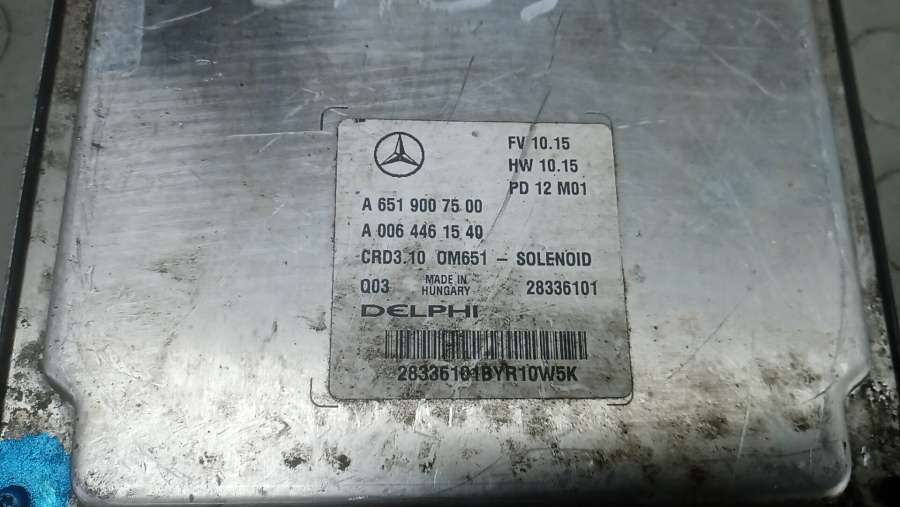 FV 10.15
HW 10.15
PD 12 M01
A 651 900 75 00
A 006 446 15 40
CRD3.10 OM651 - SOLENOID
Q03 MADE IN HUNGARY 28336101
DELPHI
28336101BYR10W5K